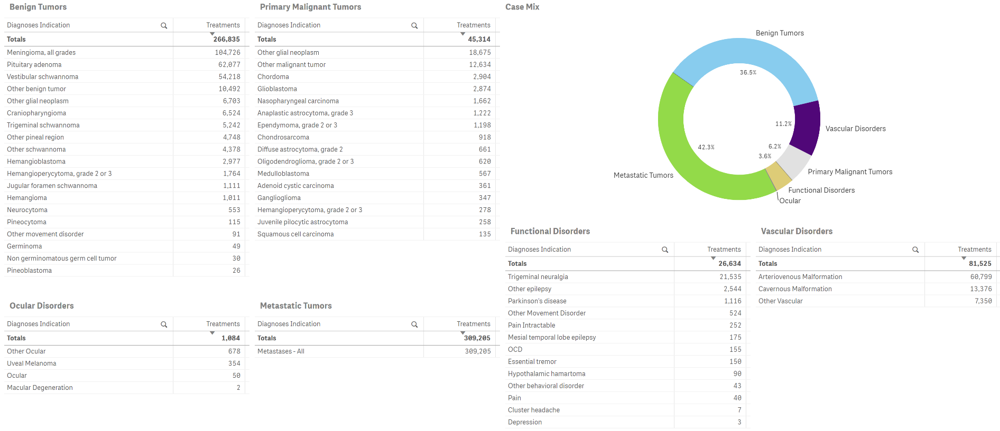 Benign Tumors
Diagnoses Indication Treatments
Totals 266,835
Meningioma, all grades 104,726
Pituitary adenoma 62,077
Vestibular schwannoma 54,218
Other benign tumor 10,492
Other glial neoplasm 6,703
Craniopharyngioma 6,524
Trigeminal schwannoma 5,242
Other pineal region 4,748
Other schwannoma 4,378
Hemangioblastoma 2,977
Hemangioperycytoma, grade 2 or 3 1,764
Jugular foramen schwannoma 1,111
Hemangioma 1,011
Neurocytoma 553
Pineocytoma 115
Other movement disorder 91
Germinoma 49
Non germinomatous germ cell tumor 30
Pineoblastoma 26
Primary Malignant Tumors
Diagnoses Indication Treatments
Totals 45,314
Other glial neoplasm 18,675
Other malignant tumor 12,634
Chordoma 2,904
Glioblastoma 2,874
Nasopharyngeal carcinoma 1,662
Anaplastic astrocytoma, grade 3 1,222
Ependymoma, grade 2 or 3 1,198
Chondrosarcoma 918
Diffuse astrocytoma, grade 2 661
Oligodendroglioma, grade 2 or 3 620
Medulloblastoma 567
Adenoid cystic carcinoma 361
Ganglioglioma 347
Hemangioperycytoma, grade 2 or 3 278
Juvenile pilocytic astrocytoma 258
Squamous cell carcinoma 135
Case Mix
Benign Tumors
36.5%
11.2%
Vascular Disorders
6.2%
42.3%
3.6%
Primary Malignant Tumors
Metastatic Tumors
Functional Disorders
Ocular
Ocular Disorders
Diagnoses Indication Treatments
Totals 1,084
Other Ocular 678
Uveal Melanoma 354
Ocular 50
Macular Degeneration 2
Metastatic Tumors
Diagnoses Indication Treatments
Totals 309,205
Metastases - All 309,205
Functional Disorders
Diagnoses Indication Treatments
Totals 26,634
Trigeminal neuralgia 21,535
Other epilepsy 2,544
Parkinson's disease 1,116
Other Movement Disorder 524
Pain Intractable 252
Mesial temporal lobe epilepsy 175
OCD 155
Essential tremor 150
Hypothalamic hamartoma 90
Other behavioral disorder 43
Pain 40
Cluster headache 7
Depression 3
Vascular Disorders
Diagnoses Indication Treatments
Totals 81,525
Arteriovenous Malformation 60,799
Cavernous Malformation 13,376
Other Vascular 7,350